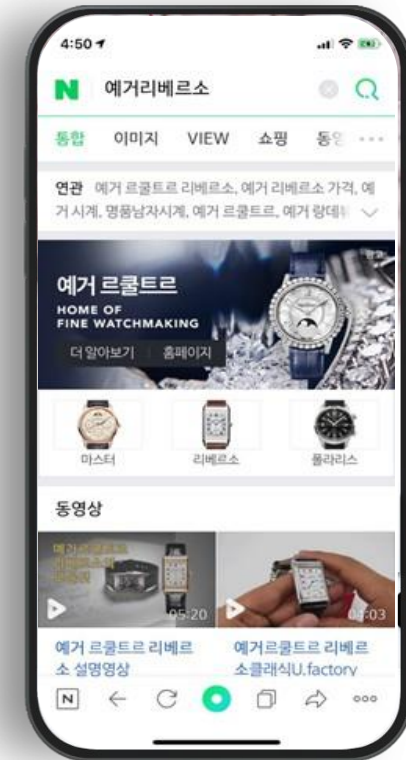 4:50
N 예거리베르소
통합 이미지 VIEW 쇼핑
연관 예거 르쿨트르 리베르소, 예거 리베르소 가격, 예
거 시계, 명품남자시계, 예거 르쿨트르, 예거 랑데뷰
예거 르쿨트르
HOME OF
FINE WATCHMAKING
더 알아보기 홈페이지
마스터 리베르소 폴라리스
동영상
05:20 04:03
예거 르쿨트르 리베르 예거르쿨트르 리베르
소 설명영상 소클래식U.factory
N